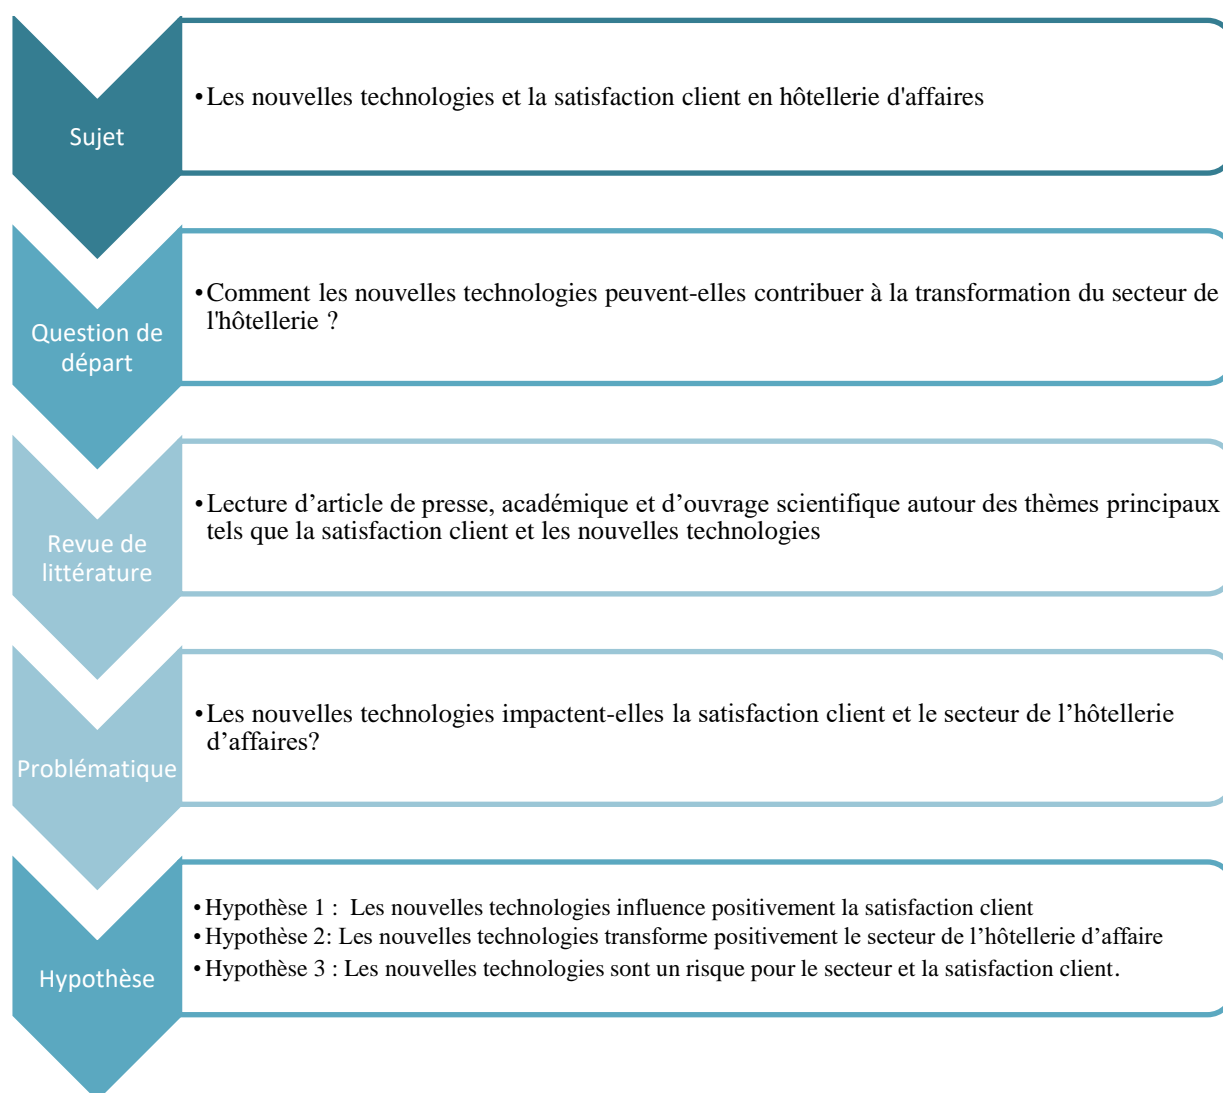 Sujet
•Les nouvelles technologies et la satisfaction client en hôtellerie d'affaires
Question de
départ
•Comment les nouvelles technologies peuvent-elles contribuer à la transformation du secteur de
l'hôtellerie ?
Revue de
littérature
•Lecture d’article de presse, académique et d’ouvrage scientifique autour des thèmes principaux
tels que la satisfaction client et les nouvelles technologies
Problématique
•Les nouvelles technologies impactent-elles la satisfaction client et le secteur de l’hôtellerie
d’affaires?
Hypothèse
•Hypothèse 1 : Les nouvelles technologies influence positivement la satisfaction client
•Hypothèse 2: Les nouvelles technologies transforme positivement le secteur de l’hôtellerie d’affaire
•Hypothèse 3 : Les nouvelles technologies sont un risque pour le secteur et la satisfaction client.